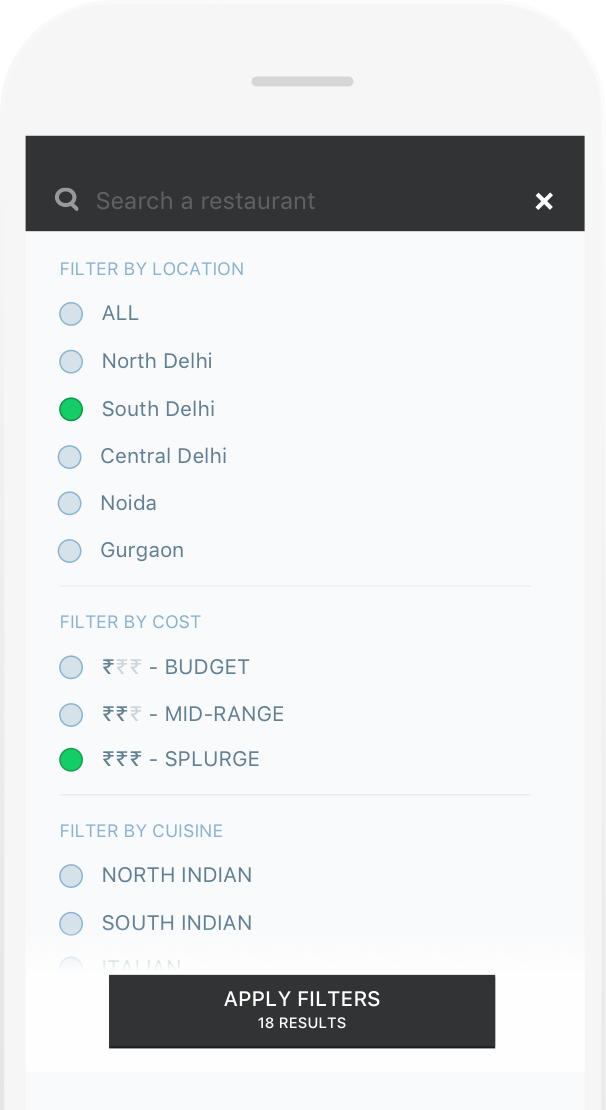 Search a restaurant
FILTER BY LOCATION
ALL
North Delhi
South Delhi
Central Delhi
Noida
Gurgaon
FILTER BY COST
₹₹₹ - BUDGET
₹₹₹ - MID-RANGE
₹₹₹ - SPLURGE
FILTER BY CUISINE
NORTH INDIAN
SOUTH INDIAN
ITALIAN
APPLY FILTERS
18 RESULTS